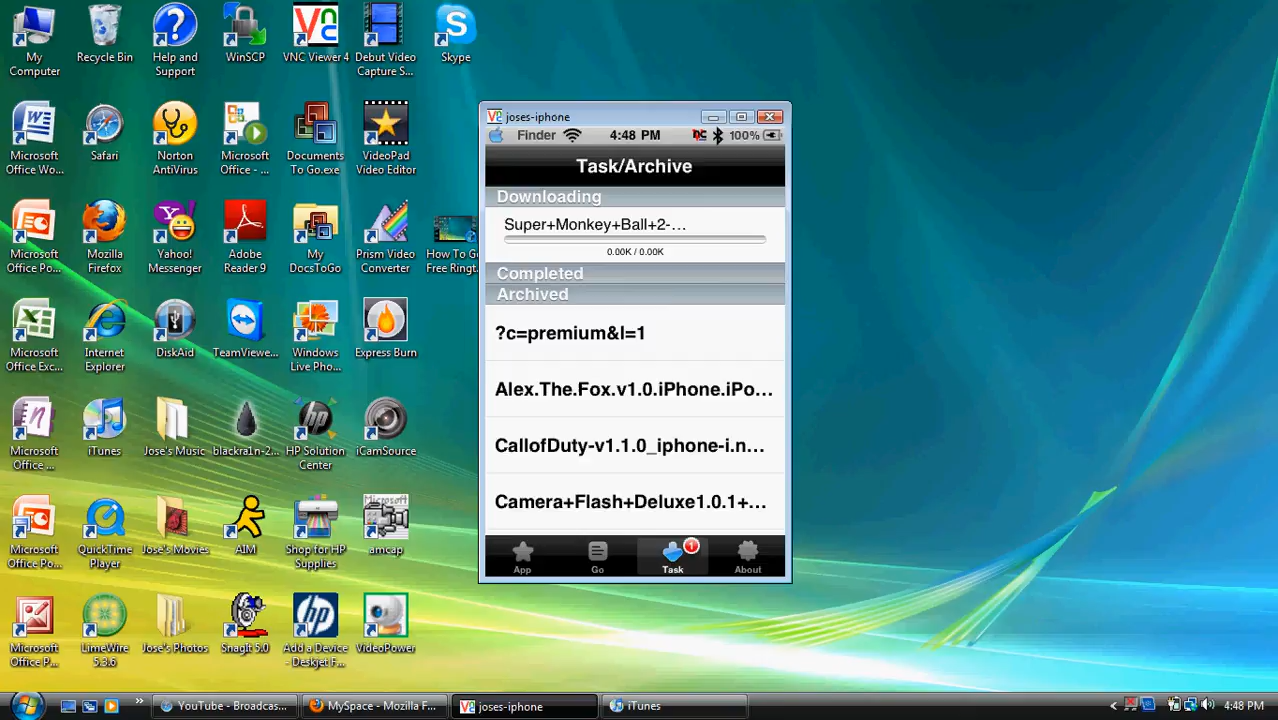 My Computer
Recycle Bin
Help and Support
WinSCP
VNC Viewer 4
Debut Video Capture S...
Skype
Microsoft Office Wo...
Safari
Norton AntiVirus
Microsoft Office - ...
Documents To Go.exe
VideoPad Video Editor
Microsoft Office Po...
Mozilla Firefox
Yahoo! Messenger
Adobe Reader 9
My DocsToGo
Prism Video Converter
How To G Free Ringt
Microsoft Office Exc...
Internet Explorer
DiskAid
TeamViewe...
Windows Live Pho...
Express Burn
Microsoft Office ...
iTunes
Jose's Music
blackra1n-2...
HP Solution Center
iCamSource
Microsoft Office Po...
QuickTime Player
Jose's Movies
AIM
Shop for HP Supplies
Microsoft
amcap
Microsoft Office P...
LimeWire 5.3.6
Jose's Photos
SnagIt 5.0
Add a Device - Deskjet F...
VideoPower
joses-iphone
Finder 4:48 PM 100%
Task/Archive
Downloading
Super+Monkey+Ball+2-...
0.00K / 0.00K
Completed
Archived
?c=premium&l=1
Alex.The.Fox.v1.0.iPhone.iPo...
CallofDuty-v1.1.0_iphone-i.n...
Camera+Flash+Deluxe1.0.1+...
1
App Go Task About
YouTube - Broadcas...
MySpace - Mozilla F...
joses-iphone
iTunes
4:48 PM